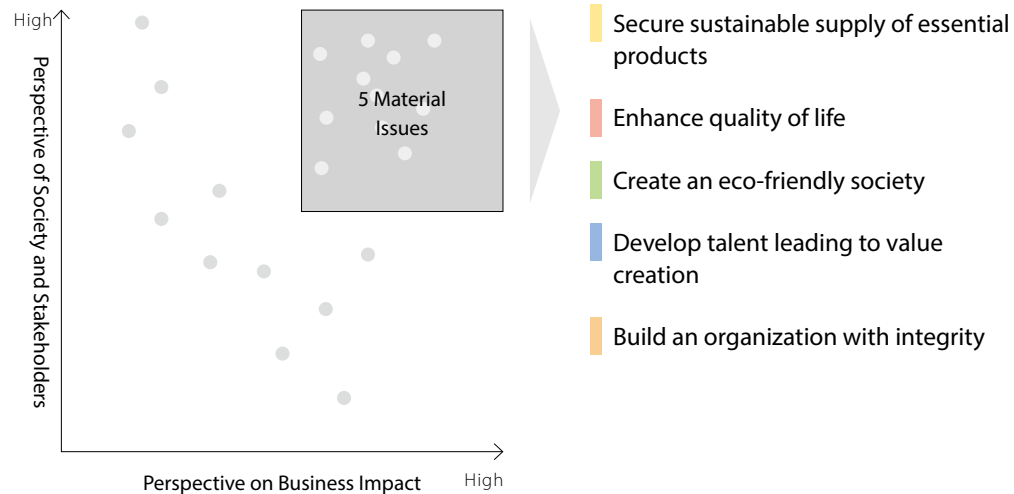 High
Perspective of Society and Stakeholders
5 Material
Issues
Perspective on Business Impact
High
Secure sustainable supply of essential
products
Enhance quality of life
Create an eco-friendly society
Develop talent leading to value
creation
Build an organization with integrity